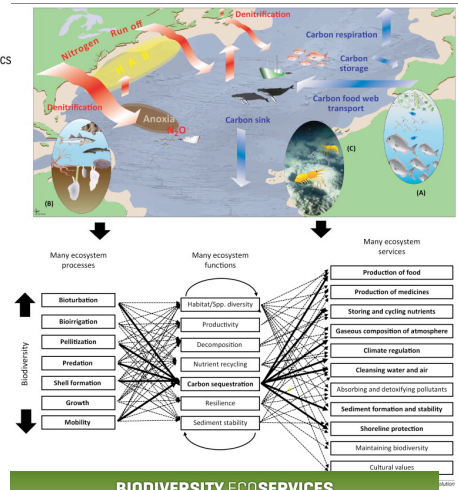 CS
Nitrogen Run off
Denitrification
HAB
Denitrification
Anoxia
N₂O
Carbon respiration
Carbon storage
Carbon food web transport
Carbon sink
(A)
(B)
(C)
Many ecosystem
processes
Many ecosystem
functions
Many ecosystem
services
Biodiversity
Bioturbation
Bioirrigation
Pelletization
Predation
Shell formation
Growth
Mobility
Habitat/Spp. diversity
Productivity
Decomposition
Nutrient recycling
Carbon sequestration
Resilience
Sediment stability
Production of food
Production of medicines
Storing and cycling nutrients
Gaseous composition of atmosphere
Climate regulation
Cleansing water and air
Absorbing and detoxifying pollutants
Sediment formation and stability
Shoreline protection
Maintaining biodiversity
Cultural values
BIODIVERSITY ECOSERVICES